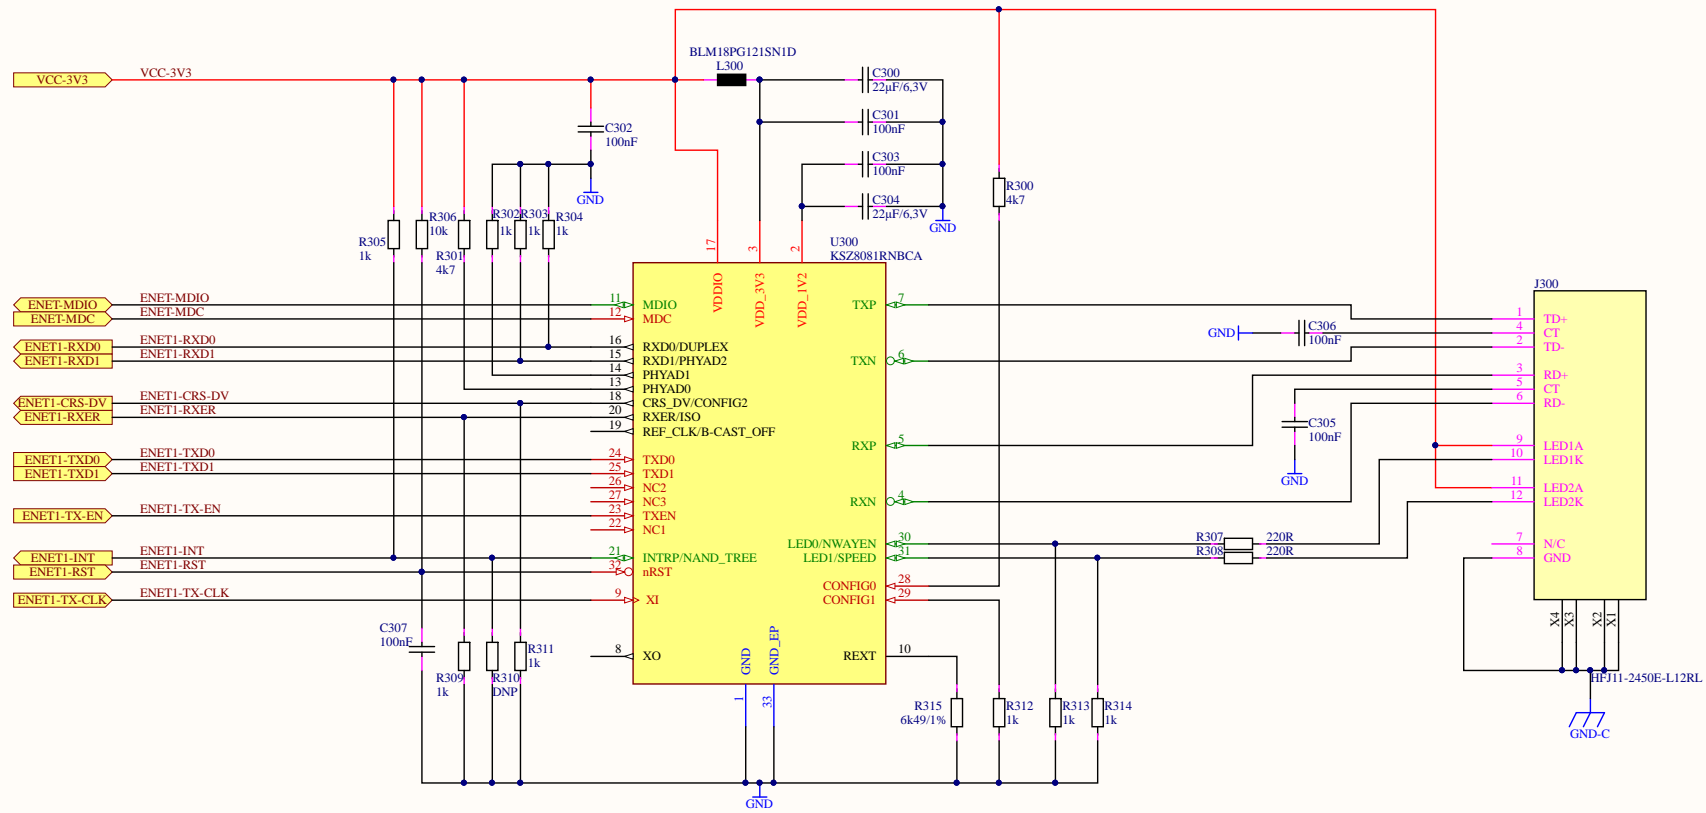 BLM18PG121SN1D
L300
VCC-3V3 VCC-3V3
C300
22µF/6,3V
C301
100nF
C302
100nF
C303
100nF
C304
22µF/6,3V
GND
GND
R300
4k7
R305
1k
R306
10k
R301
4k7
R302
1k
R303
1k
R304
1k
U300
KSZ8081RNBCA
17 VDDIO
3 VDD_3V3
2 VDD_1V2
ENET-MDIO ENET-MDIO 11 MDIO
ENET-MDC ENET-MDC 12 MDC
ENET1-RXD0 ENET1-RXD0 16 RXD0/DUPLEX
ENET1-RXD1 ENET1-RXD1 15 RXD1/PHYAD2
14 PHYAD1
13 PHYAD0
ENET1-CRS-DV ENET1-CRS-DV 18 CRS_DV/CONFIG2
ENET1-RXER ENET1-RXER 20 RXER/ISO
19 REF_CLK/B-CAST_OFF
ENET1-TXD0 ENET1-TXD0 24 TXD0
ENET1-TXD1 ENET1-TXD1 25 TXD1
26 NC2
27 NC3
ENET1-TX-EN ENET1-TX-EN 23 TXEN
22 NC1
ENET1-INT ENET1-INT 21 INTRP/NAND_TREE
ENET1-RST ENET1-RST 32 nRST
ENET1-TX-CLK ENET1-TX-CLK 9 XI
8 XO
TXP 7
TXN 6
RXP 5
RXN 4
LED0/NWAYEN 30
LED1/SPEED 31
CONFIG0 28
CONFIG1 29
REXT 10
GND 1
GND_EP 33
C307
100nF
R309
1k
R310
DNP
R311
1k
R315
6k49/1%
R312
1k
R313
1k
R314
1k
GND
R307 220R
R308 220R
GND
C306
100nF
C305
100nF
GND
J300
1 TD+
4 CT
2 TD-
3 RD+
5 CT
6 RD-
9 LED1A
10 LED1K
11 LED2A
12 LED2K
7 N/C
8 GND
X4 X3 X2 X1
HFJ11-2450E-L12RL
GND-C